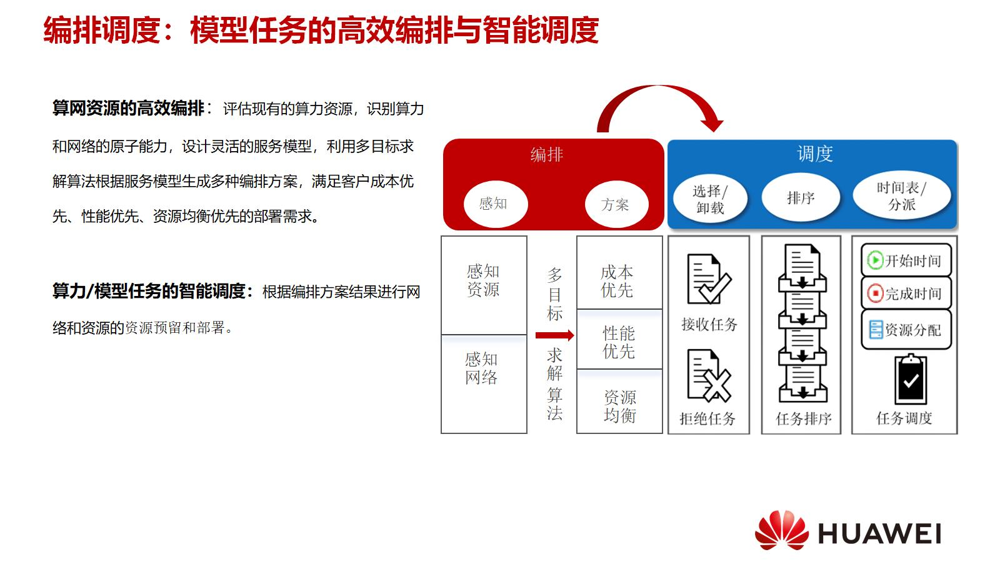 编排调度：模型任务的高效编排与智能调度
算网资源的高效编排：评估现有的算力资源，识别算力
和网络的原子能力，设计灵活的服务模型，利用多目标求
解算法根据服务模型生成多种编排方案，满足客户成本优
先、性能优先、资源均衡优先的部署需求。
算力/模型任务的智能调度：根据编排方案结果进行网
络和资源的资源预留和部署。
编排
感知
方案
感知
资源
感知
网络
多
目
标
求
解
算
法
成本
优先
性能
优先
资源
均衡
调度
选择/
卸载
排序
时间表/
分派
接收任务
拒绝任务
任务排序
开始时间
完成时间
资源分配
任务调度
HUAWEI